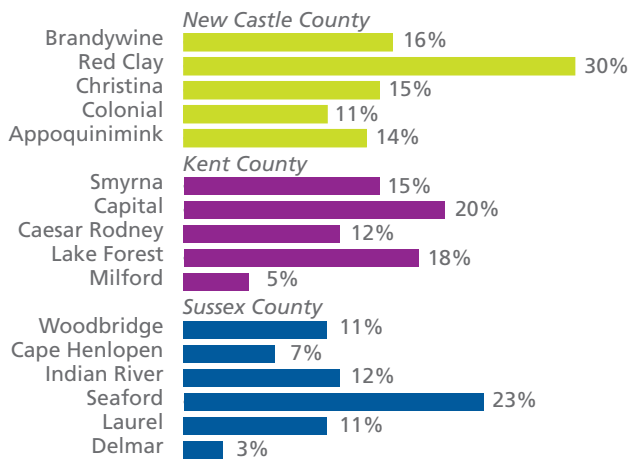 New Castle County
Brandywine 16%
Red Clay 30%
Christina 15%
Colonial 11%
Appoquinimink 14%
Kent County
Smyrna 15%
Capital 20%
Caesar Rodney 12%
Lake Forest 18%
Milford 5%
Sussex County
Woodbridge 11%
Cape Henlopen 7%
Indian River 12%
Seaford 23%
Laurel 11%
Delmar 3%